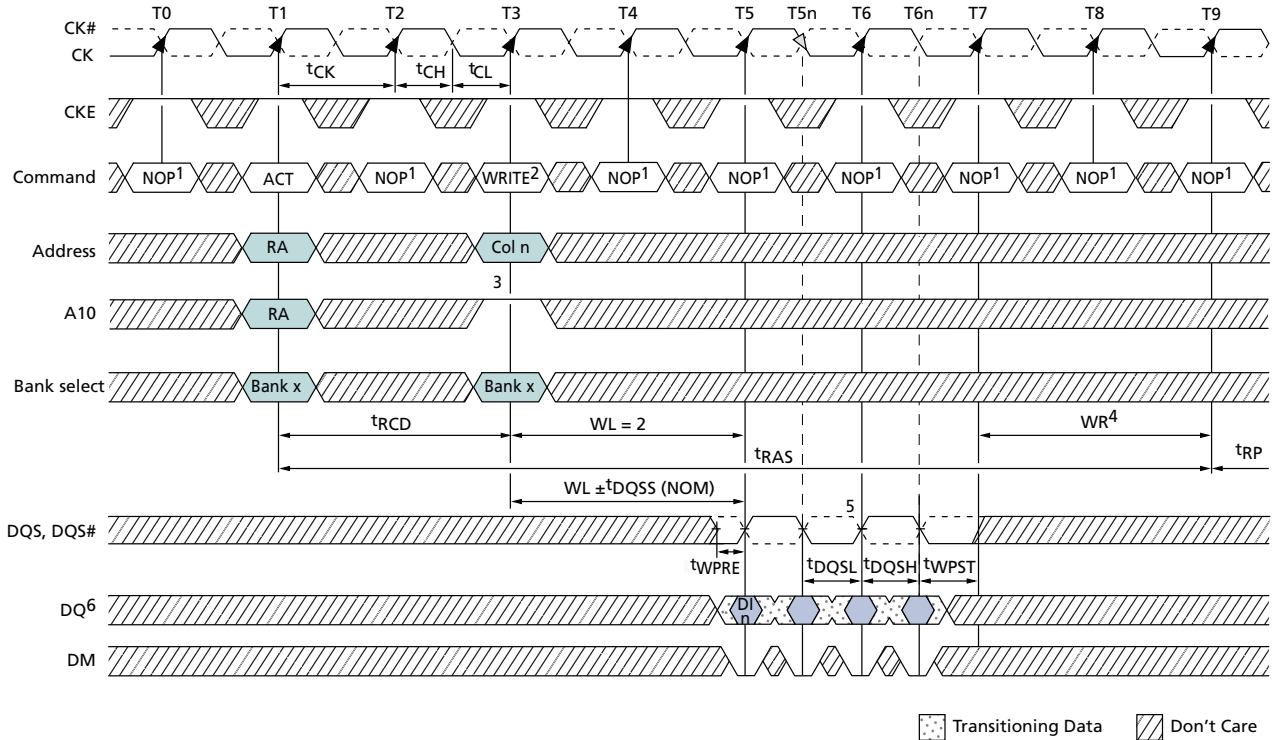 T0 T1 T2 T3 T4 T5 T5n T6 T6n T7 T8 T9
CK#
CK
tCK tCH tCL
CKE
Command NOP1 ACT NOP1 WRITE2 NOP1 NOP1 NOP1 NOP1 NOP1 NOP1
Address RA Col n
3
A10 RA
Bank select Bank x Bank x
tRCD WL = 2 WR4
tRAS tRP
WL ±tDQSS (NOM)
5
DQS, DQS#
tWPRE tDQSL tDQSH tWPST
DQ6 DI
n
DM
Transitioning Data Don't Care